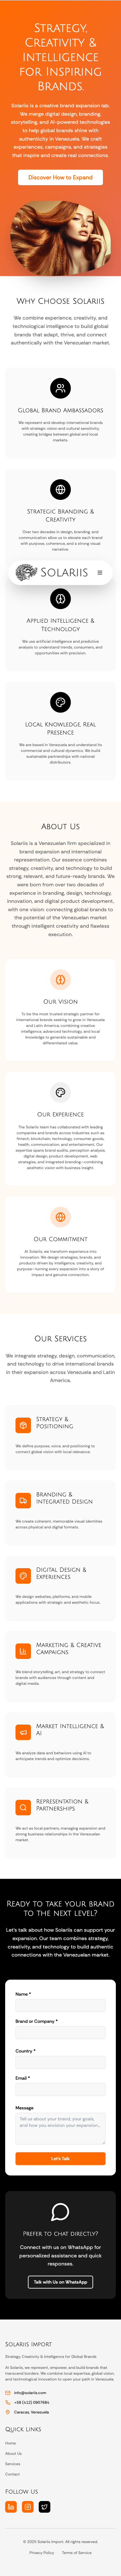 Strategy,
Creativity &
Intelligence
for Inspiring
Brands.
Solariis is a creative brand expansion lab.
We merge digital design, branding,
storytelling, and AI-powered technologies
to help global brands shine with
authenticity in Venezuela. We craft
experiences, campaigns, and strategies
that inspire and create real connections.
Discover How to Expand
Why Choose Solariis
We combine experience, creativity, and
technological intelligence to build global
brands that adapt, thrive, and connect
authentically with the Venezuelan market.
Global Brand Ambassadors
We represent and develop international brands
with strategic vision and cultural sensitivity,
creating bridges between global and local
markets.
Strategic Branding &
Creativity
Over two decades in design, branding, and
communication allow us to elevate each brand
with purpose, coherence, and a strong visual
narrative.
SOLARIIS
Applied Intelligence &
Technology
We use artificial intelligence and predictive
analysis to understand trends, consumers, and
opportunities with precision.
Local Knowledge, Real
Presence
We are based in Venezuela and understand its
commercial and cultural dynamics. We build
sustainable partnerships with national
distributors.
About Us
Solariis is a Venezuelan firm specialized in
brand expansion and international
representation. Our essence combines
strategy, creativity, and technology to build
strong, relevant, and future-ready brands. We
were born from over two decades of
experience in branding, design, technology,
innovation, and digital product development,
with one vision: connecting global brands with
the potential of the Venezuelan market
through intelligent creativity and flawless
execution.
Our Vision
To be the most trusted strategic partner for
international brands seeking to grow in Venezuela
and Latin America, combining creative
intelligence, advanced technology, and local
knowledge to generate sustainable and
differentiated value.
Our Experience
The Solariis team has collaborated with leading
companies and startups across industries such as
fintech, blockchain, technology, consumer goods,
health, communication, and entertainment. Our
expertise spans brand audits, perception analysis,
digital design, product development, web
strategies, and integral branding—combining
aesthetic vision with business insight.
Our Commitment
At Solariis, we transform experience into
innovation. We design strategies, brands, and
products driven by intelligence, creativity, and
purpose—turning every expansion into a story of
impact and genuine connection.
Our Services
We integrate strategy, design, communication,
and technology to drive international brands
in their expansion across Venezuela and Latin
America.
Strategy &
Positioning
We define purpose, voice, and positioning to
connect global vision with local relevance.
Branding &
Integrated Design
We create coherent, memorable visual identities
across physical and digital formats.
Digital Design &
Experiences
We design websites, platforms, and mobile
applications with strategic and aesthetic focus.
Marketing & Creative
Campaigns
We blend storytelling, art, and strategy to connect
brands with audiences through content and
digital media.
Market Intelligence &
AI
We analyze data and behaviors using AI to
anticipate trends and optimize decisions.
Representation &
Partnerships
We act as local partners, managing expansion and
strong business relationships in the Venezuelan
market.
Ready to take your brand
to the next level?
Let's talk about how Solariis can support your
expansion. Our team combines strategy,
creativity, and technology to build authentic
connections with the Venezuelan market.
Name *
Brand or Company *
Country *
Email *
Message
Tell us about your brand, your goals,
and how you envision your expansion...
Let's Talk
Prefer to chat directly?
Connect with us on WhatsApp for
personalized assistance and quick
responses.
Talk with Us on WhatsApp
Solariis Import
Strategy, Creativity & Intelligence for Global Brands
At Solariis, we represent, empower, and build brands that
inspire and transcend. We combine local expertise, global vision,
and technological innovation to open your path in Venezuela.
info@solariis.com
+58 (412) 0907684
Caracas, Venezuela
Quick Links
Home
About Us
Services
Contact
Follow Us
© 2025 Solariis Import. All rights reserved.
Privacy Policy
Terms of Service